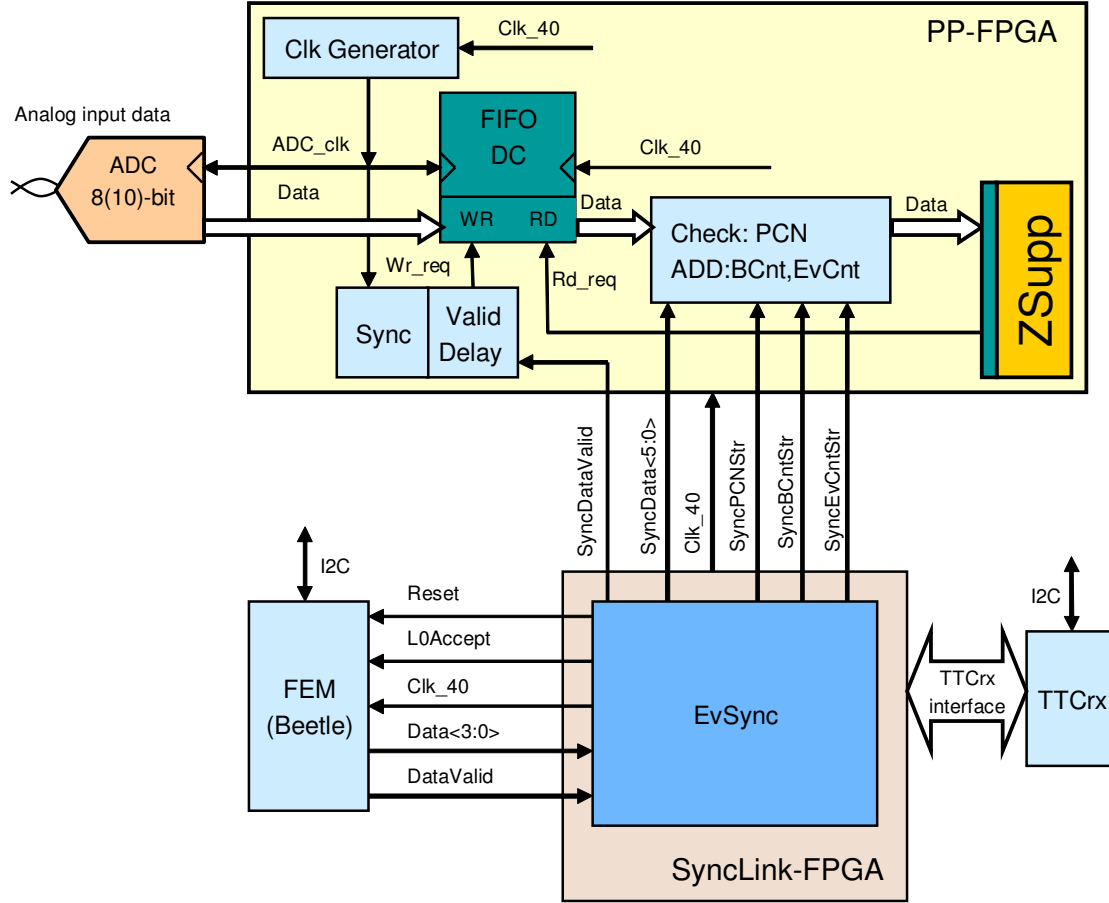 PP-FPGA
Clk Generator
Clk_40
Analog input data
ADC
8(10)-bit
ADC_clk
Data
FIFO
DC
Clk_40
WR RD
Data
Data
Check: PCN
ADD:BCnt,EvCnt
ZSupp
Wr_req
Rd_req
Sync
Valid
Delay
SyncDataValid
SyncData<5:0>
Clk_40
SyncPCNStr
SyncBCntStr
SyncEvCntStr
I2C
FEM
(Beetle)
Reset
L0Accept
Clk_40
Data<3:0>
DataValid
EvSync
SyncLink-FPGA
TTCrx
interface
I2C
TTCrx